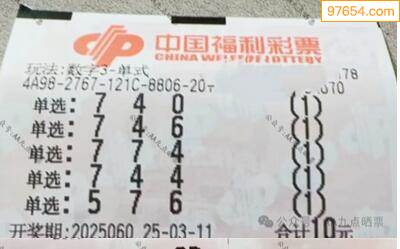 97654.com
中国福利彩票
CHINA WELFARE LOTTERY
玩法:数字3-单式
4A98-2767-121C-8806-20
单选: 7 4 0 (1)
单选: 7 4 6 (1)
单选: 7 7 4 (1)
单选: 7 4 4 (1)
单选: 5 7 6 (1)
开奖期:2025060 25-03-11 合计10元